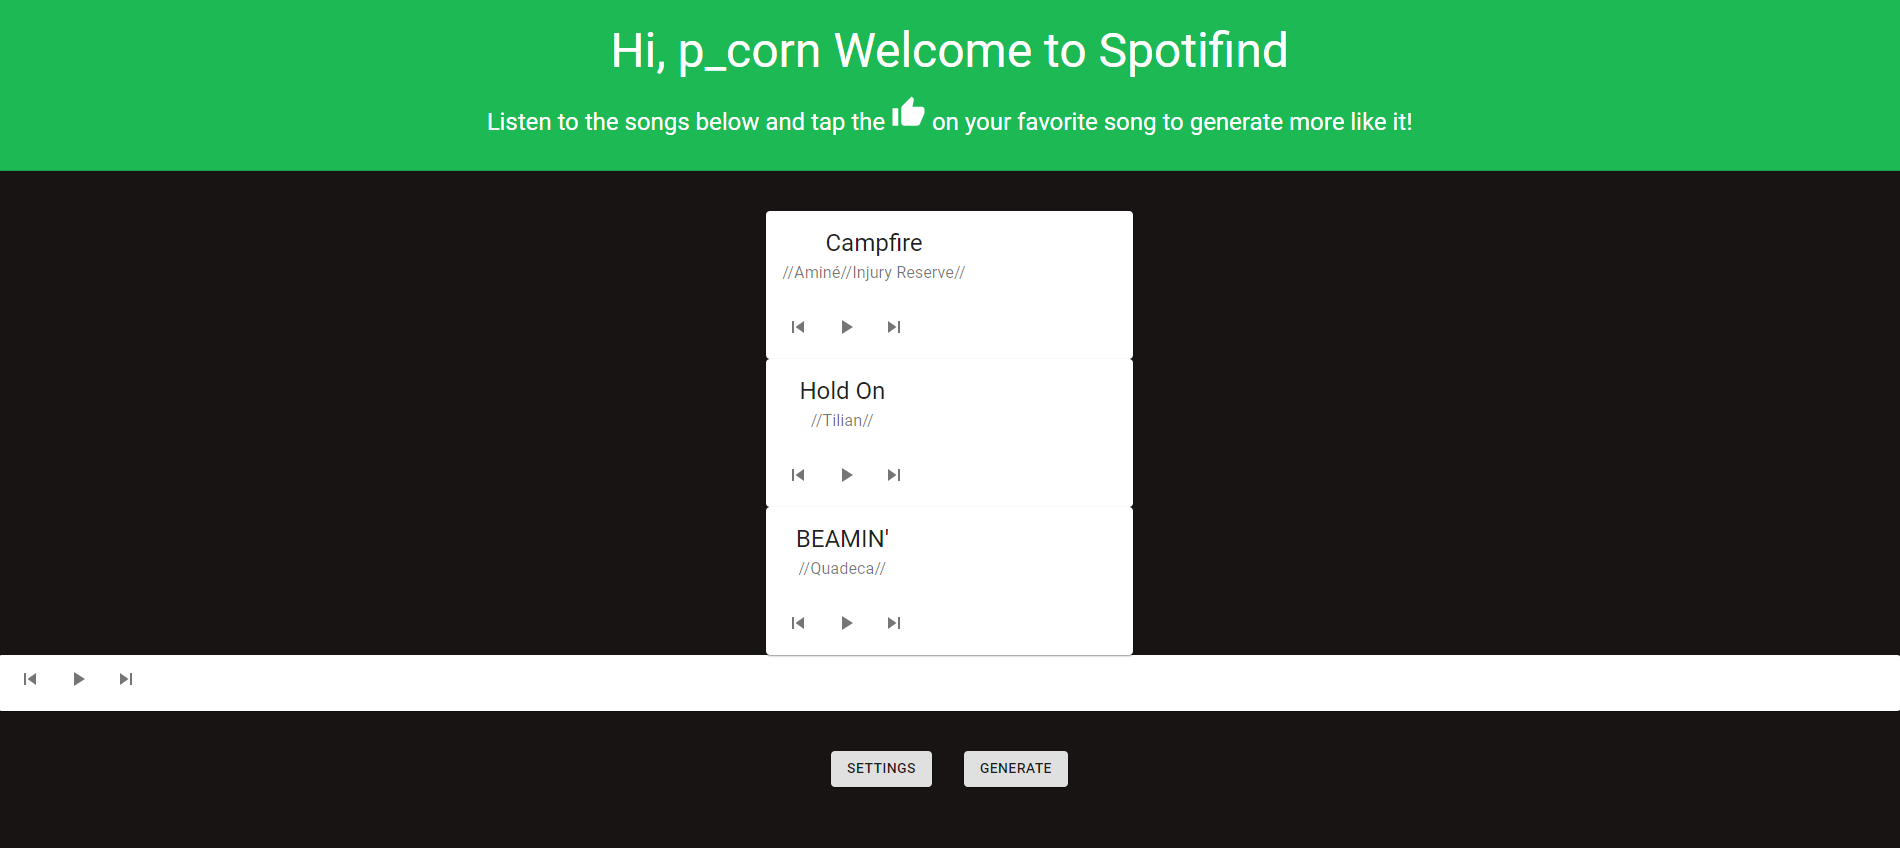 Hi, p_corn Welcome to Spotifind
Listen to the songs below and tap the on your favorite song to generate more like it!
Campfire
//Aminé//Injury Reserve//
Hold On
//Tilian//
BEAMIN'
//Quadeca//
SETTINGS
GENERATE